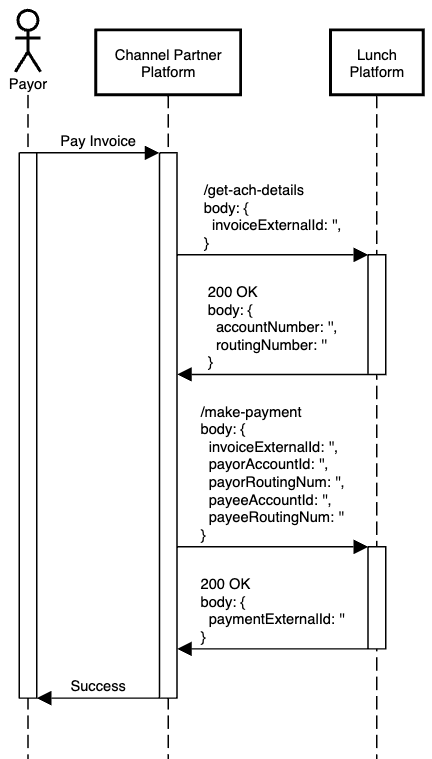 Payor
Channel Partner
Platform
Lunch
Platform
Pay Invoice
/get-ach-details
body: {
invoiceExternalId: '',
}
200 OK
body: {
accountNumber: '',
routingNumber: ''
}
/make-payment
body: {
invoiceExternalId: '',
payorAccountId: '',
payorRoutingNum: '',
payeeAccountId: '',
payeeRoutingNum: ''
}
200 OK
body: {
paymentExternalId: ''
}
Success